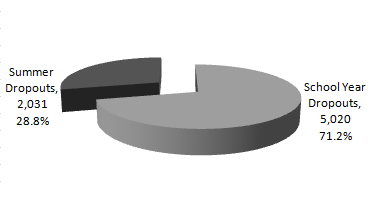 Summer
Dropouts,
2,031
28.8%
School Year
Dropouts,
5,020
71.2%